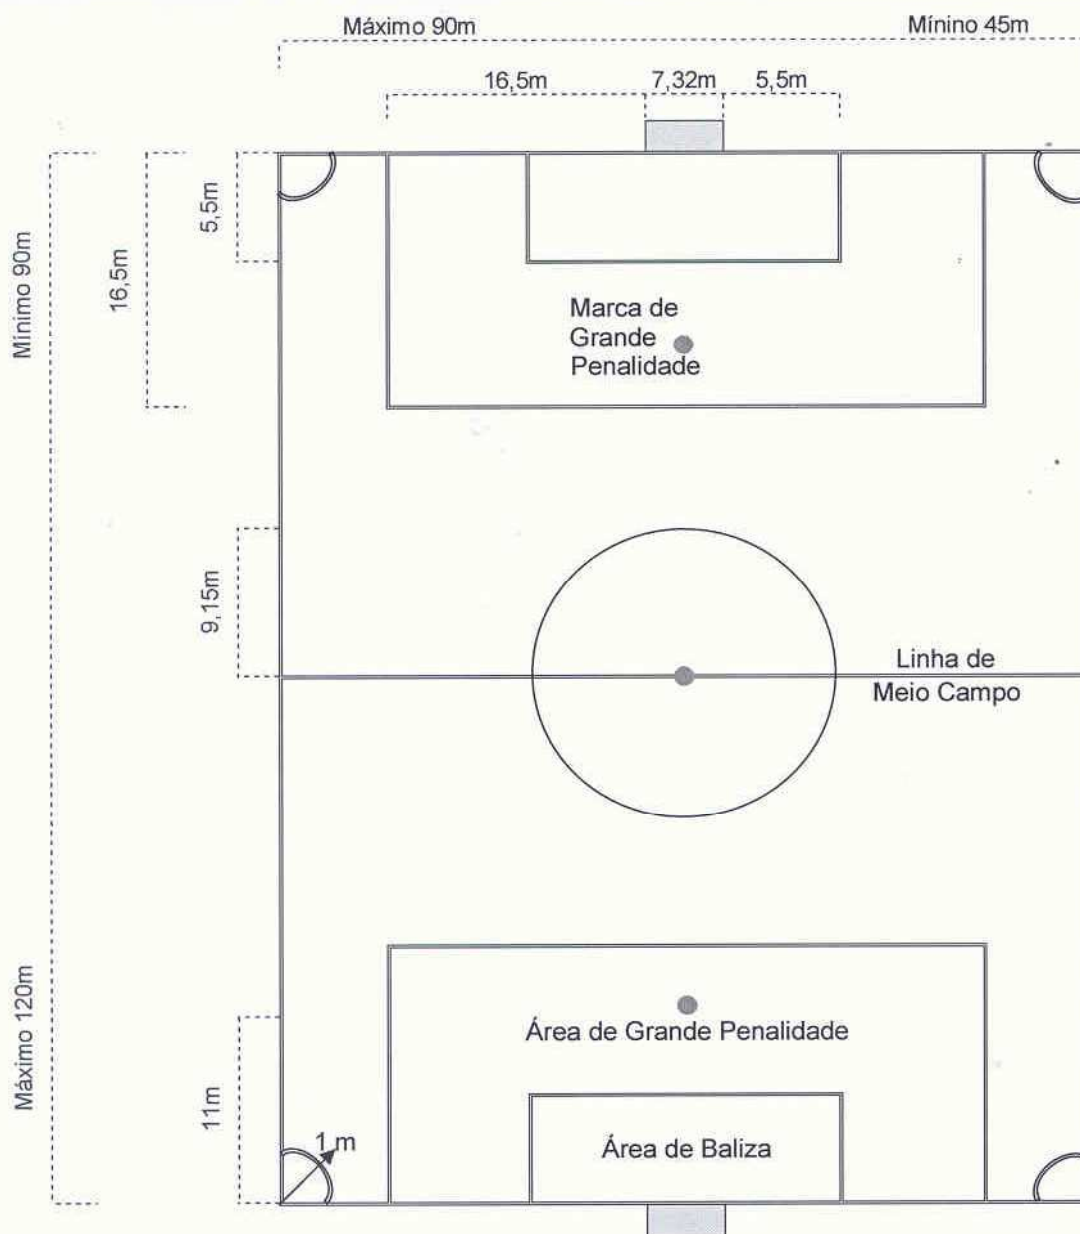 Máximo 90m
Mínino 45m
16,5m
7,32m
5,5m
5,5m
16,5m
Mínimo 90m
Marca de
Grande
Penalidade
9,15m
Linha de
Meio Campo
Máximo 120m
Área de Grande Penalidade
11m
1 m
Área de Baliza